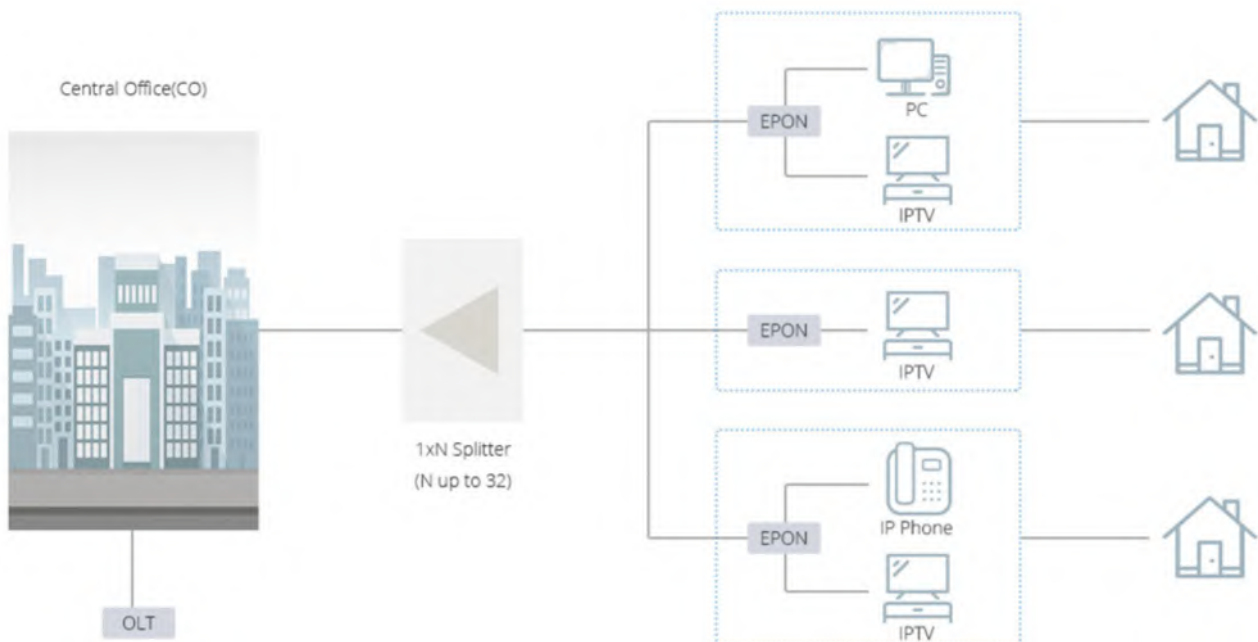 Central Office(CO)
OLT
1xN Splitter
(N up to 32)
EPON
PC
IPTV
EPON
IPTV
EPON
IP Phone
IPTV